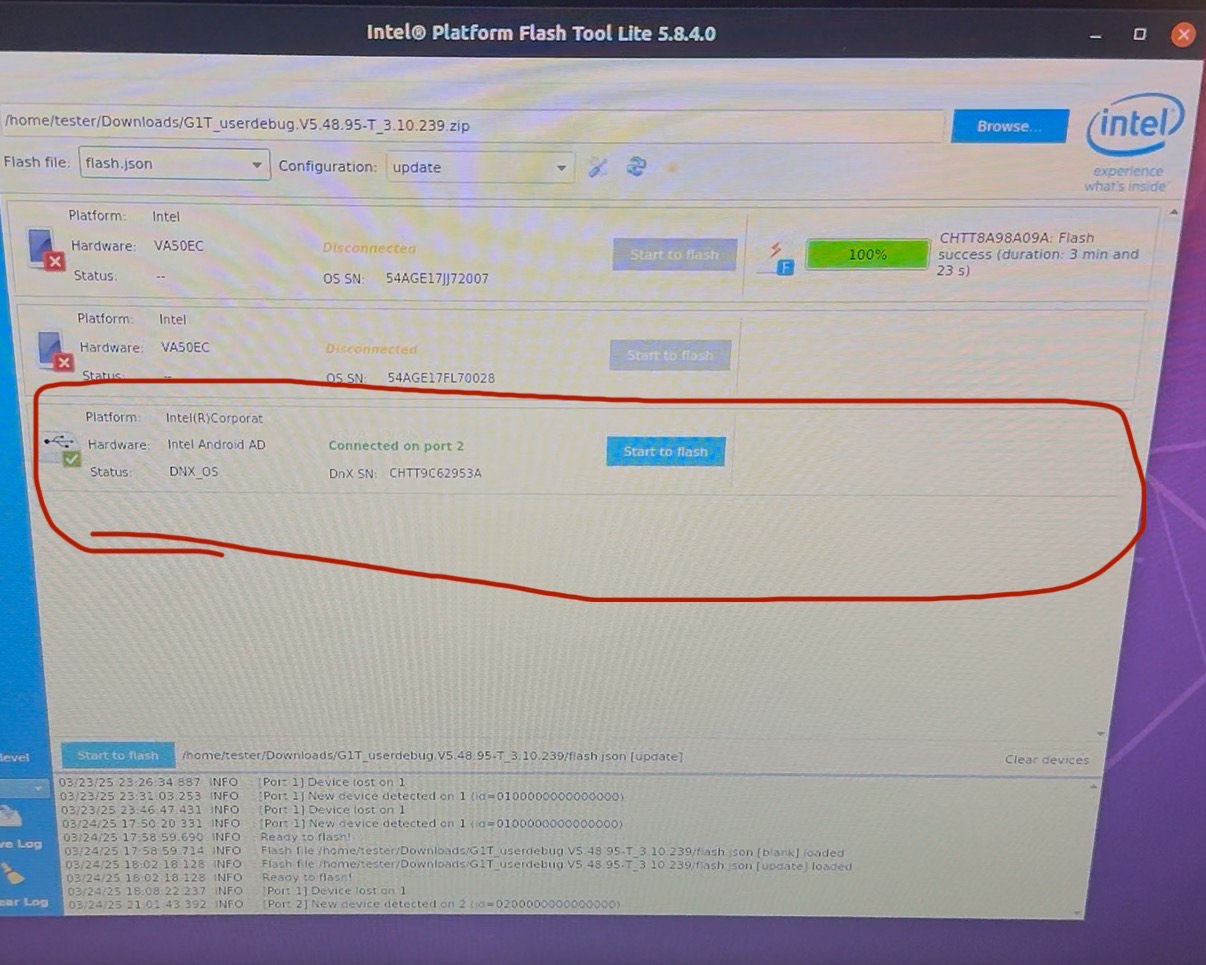 Intel® Platform Flash Tool Lite 5.8.4.0
/home/tester/Downloads/G1T_userdebug.V5.48.95-T_3.10.239.zip
Browse...
intel
experience
what's inside
Flash file: flash.json
Configuration: update
Platform: Intel
Hardware: VA50EC
Status: --
Disconnected
OS SN: 54AGE17JJ72007
Start to flash
F
100%
CHTT8A98A09A: Flash
success (duration: 3 min and
23 s)
Platform: Intel
Hardware: VA50EC
Status: --
Disconnected
OS SN: 54AGE17FL70028
Start to flash
Platform: Intel(R)Corporat
Hardware: Intel Android AD
Status: DNX_OS
Connected on port 2
DnX SN: CHTT9C62953A
Start to flash
level
Start to flash /home/tester/Downloads/G1T_userdebug.V5.48.95-T_3.10.239/flash.json [update]
Clear devices
03/23/25 23:26:34.887 INFO : [Port 1] Device lost on 1
03/23/25 23:31:03.253 INFO : [Port 1] New device detected on 1 (id=0100000000000000)
03/23/25 23:46:47.431 INFO : [Port 1] Device lost on 1
03/24/25 17:50:20.331 INFO : [Port 1] New device detected on 1 (id=0100000000000000)
03/24/25 17:58:59.690 INFO : Ready to flash!
03/24/25 17:58:59.714 INFO : Flash file /home/tester/Downloads/G1T_userdebug.V5.48.95-T_3.10.239/flash.json [blank] loaded
03/24/25 18:02:18.128 INFO : Flash file /home/tester/Downloads/G1T_userdebug.V5.48.95-T_3.10.239/flash.json [update] loaded
03/24/25 18:02:18.128 INFO : Ready to flash!
03/24/25 18:08:22.237 INFO : [Port 1] Device lost on 1
03/24/25 21:01:43.392 INFO : [Port 2] New device detected on 2 (id=0200000000000000)
ve Log
ear Log